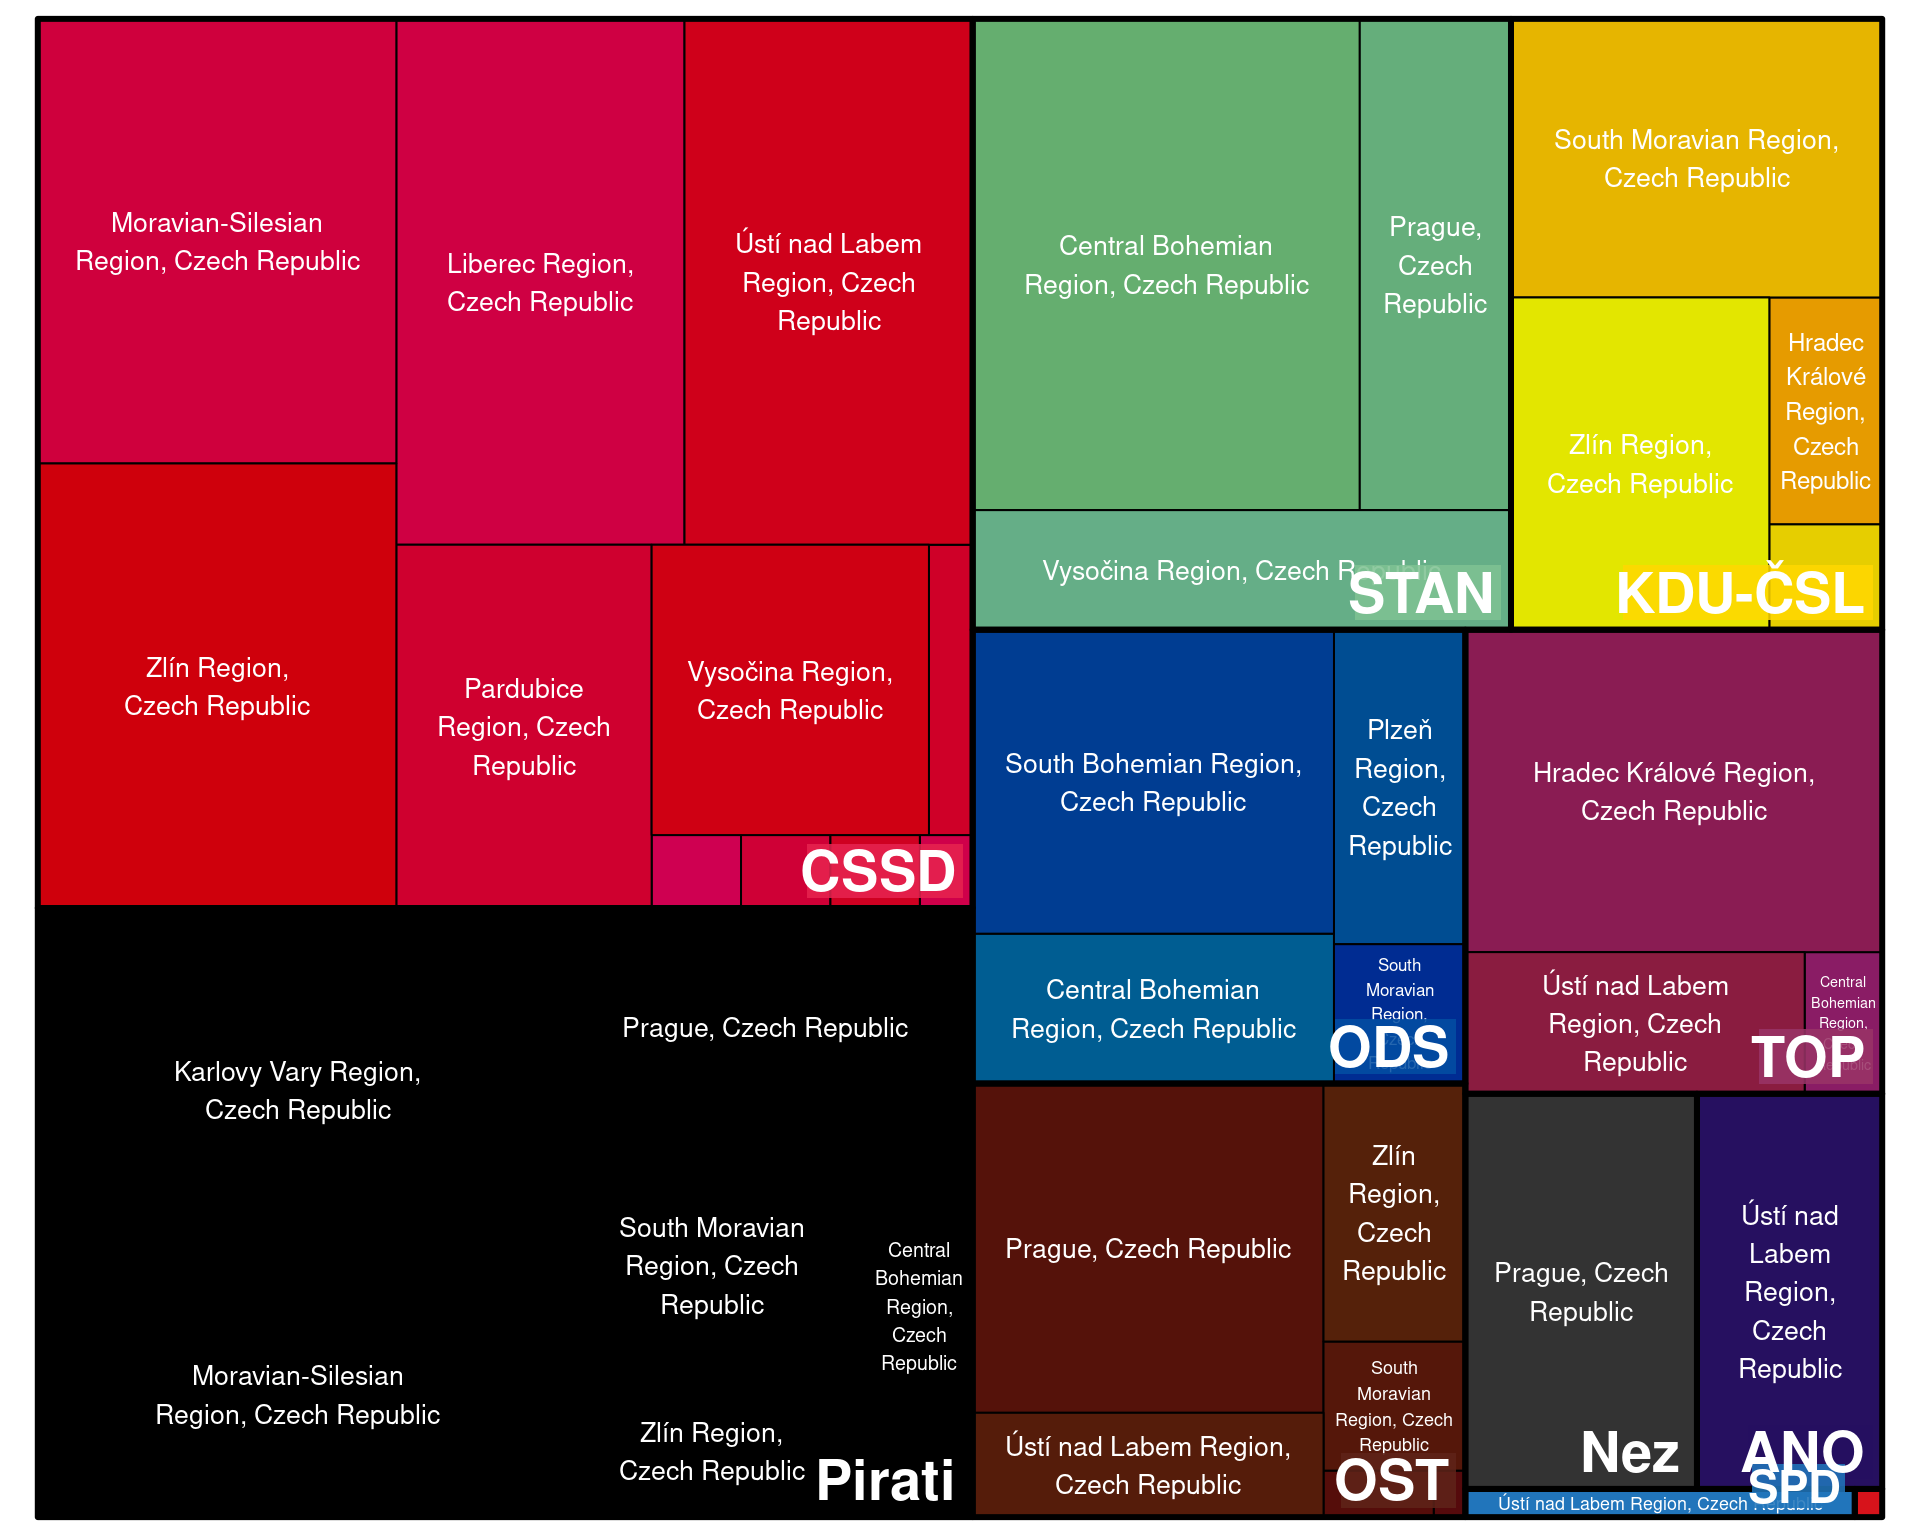 Moravian-Silesian
Region, Czech Republic
Liberec Region,
Czech Republic
Ústí nad Labem
Region, Czech
Republic
Zlín Region,
Czech Republic
Pardubice
Region, Czech
Republic
Vysočina Region,
Czech Republic
CSSD
Central Bohemian
Region, Czech Republic
Prague,
Czech
Republic
Vysočina Region, Czech Republic
STAN
South Moravian Region,
Czech Republic
Zlín Region,
Czech Republic
Hradec
Králové
Region,
Czech
Republic
KDU-ČSL
South Bohemian Region,
Czech Republic
Plzeň
Region,
Czech
Republic
Central Bohemian
Region, Czech Republic
South
Moravian
Region,
ODS
Hradec Králové Region,
Czech Republic
Ústí nad Labem
Region, Czech
Republic
Central
Bohemian
Region,
TOP
Karlovy Vary Region,
Czech Republic
Prague, Czech Republic
Moravian-Silesian
Region, Czech Republic
South Moravian
Region, Czech
Republic
Central
Bohemian
Region,
Czech
Republic
Zlín Region,
Czech Republic
Pirati
Prague, Czech Republic
Zlín
Region,
Czech
Republic
Ústí nad Labem Region,
Czech Republic
South
Moravian
Region, Czech
Republic
OST
Prague, Czech
Republic
Nez
Ústí nad
Labem
Region,
Czech
Republic
ANO
Ústí nad Labem Region, Czech Republic
SPD